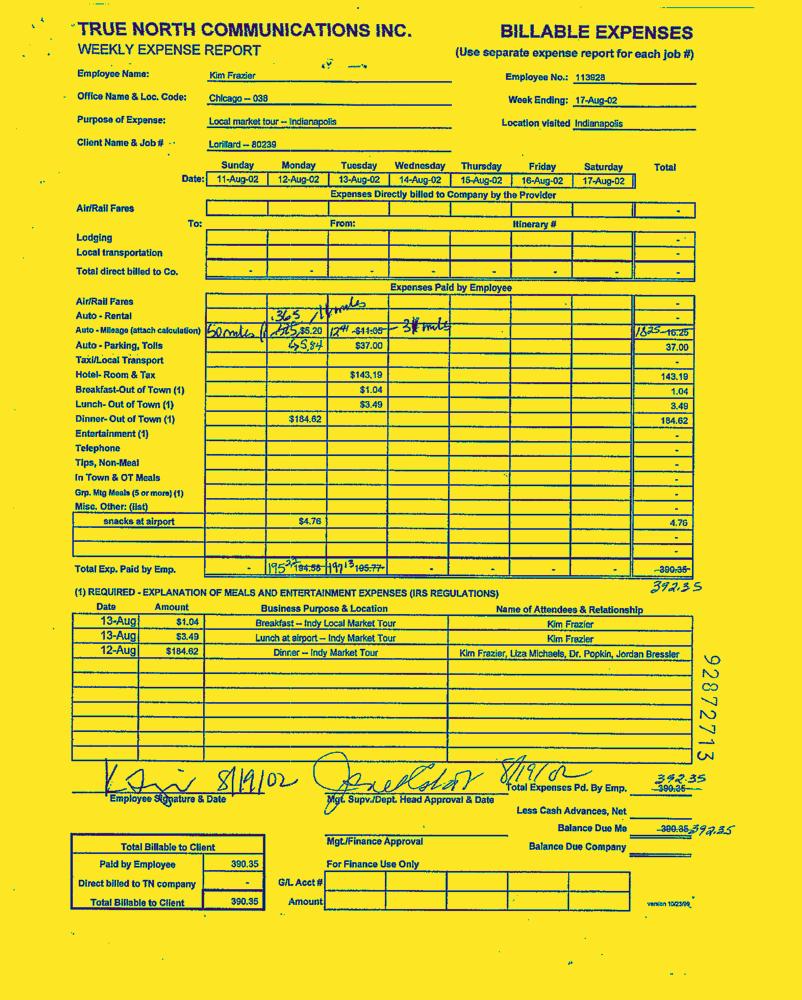 TRUE NORTH COMMUNICATIONS INC. BILLABLE EXPENSES
WEEKLY EXPENSE REPORT (Use separate expense report for each job #)
Employee Name: Kim Frazier Employee No.: 113928
Office Name & Loc. Code: Chicago -- 038 Week Ending: 17-Aug-02
Purpose of Expense: Local market tour -- Indianapolis Location visited Indianapolis
Client Name & Job # Lorillard -- 80239
Sunday Monday Tuesday Wednesday Thursday Friday Saturday Total
Date: 11-Aug-02 12-Aug-02 13-Aug-02 14-Aug-02 15-Aug-02 16-Aug-02 17-Aug-02
Expenses Directly billed to Company by the Provider
Air/Rail Fares -
To: From: Itinerary #
Lodging -
Local transportation -
Total direct billed to Co. - - - - - - - -
Expenses Paid by Employee
Air/Rail Fares -
Auto - Rental .365 -
Auto - Mileage (attach calculation) 50 miles $5.20 12 41 $11.05 34 miles 18.25 16.25
Auto - Parking, Tolls 5.84 $37.00 37.00
Taxi/Local Transport -
Hotel- Room & Tax $143.19 143.19
Breakfast-Out of Town (1) $1.04 1.04
Lunch- Out of Town (1) $3.49 3.49
Dinner- Out of Town (1) $184.62 184.62
Entertainment (1) -
Telephone -
Tips, Non-Meal -
In Town & OT Meals -
Grp. Mtg Meals (5 or more) (1) -
Misc. Other: (list) -
snacks at airport $4.76 4.76
-
-
Total Exp. Paid by Emp. - 195 22 194.58 197 13 195.77 - - - - 390.35
392.35
(1) REQUIRED - EXPLANATION OF MEALS AND ENTERTAINMENT EXPENSES (IRS REGULATIONS)
Date Amount Business Purpose & Location Name of Attendees & Relationship
13-Aug $1.04 Breakfast -- Indy Local Market Tour Kim Frazier
13-Aug $3.49 Lunch at airport -- Indy Market Tour Kim Frazier
12-Aug $184.62 Dinner -- Indy Market Tour Kim Frazier, Liza Michaels, Dr. Popkin, Jordan Bressler
92872713
8/19/02 8/19/02 392.35
Employee Signature & Date Mgt. Supv./Dept. Head Approval & Date Total Expenses Pd. By Emp. 390.35
Less Cash Advances, Net
Balance Due Me 390.35 392.35
Mgt./Finance Approval Balance Due Company
Total Billable to Client
Paid by Employee 390.35 For Finance Use Only
Direct billed to TN company - G/L Acct #
Total Billable to Client 390.35 Amount version 10/23/99